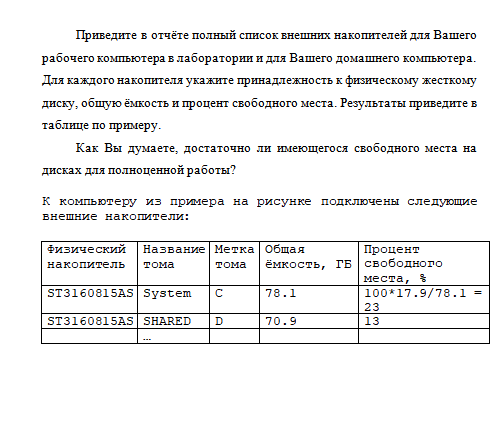 Приведите в отчёте полный список внешних накопителей для Вашего
рабочего компьютера в лаборатории и для Вашего домашнего компьютера.
Для каждого накопителя укажите принадлежность к физическому жесткому
диску, общую ёмкость и процент свободного места. Результаты приведите в
таблице по примеру.
Как Вы думаете, достаточно ли имеющегося свободного места на
дисках для полноценной работы?
К компьютеру из примера на рисунке подключены следующие
внешние накопители:
Физический накопитель Название тома Метка тома Общая ёмкость, ГБ Процент свободного места, %
ST3160815AS System C 78.1 100*17.9/78.1 = 23
ST3160815AS SHARED D 70.9 13
…